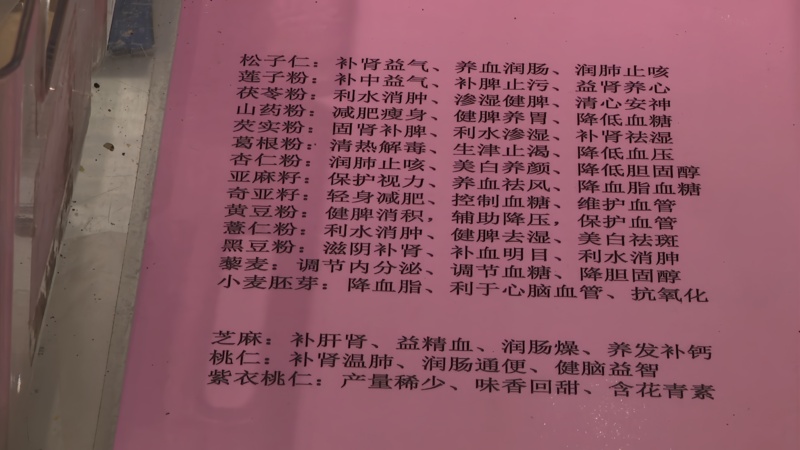 松子仁：补肾益气、养血润肠、润肺止咳
莲子粉：补中益气、补脾止污、益肾养心
茯苓粉：利水消肿、渗湿健脾、清心安神
山药粉：减肥瘦身、健脾养胃、降低血糖
芡实粉：固肾补脾、利水渗湿、补肾祛湿
葛根粉：清热解毒、生津止渴、降低血压
杏仁粉：润肺止咳、美白养颜、降低胆固醇
亚麻籽：保护视力、养血祛风、降血脂血糖
奇亚籽：轻身减肥、控制血糖、维护血管
黄豆粉：健脾消积，辅助降压，保护血管
薏仁粉：利水消肿、健脾去湿、美白祛斑
黑豆粉：滋阴补肾、补血明目、利水消肿
藜麦：调节内分泌、调节血糖、降胆固醇
小麦胚芽：降血脂、利于心脑血管、抗氧化
芝麻：补肝肾、益精血、润肠燥、养发补钙
桃仁：补肾温肺、润肠通便、健脑益智
紫衣桃仁：产量稀少、味香回甜、含花青素